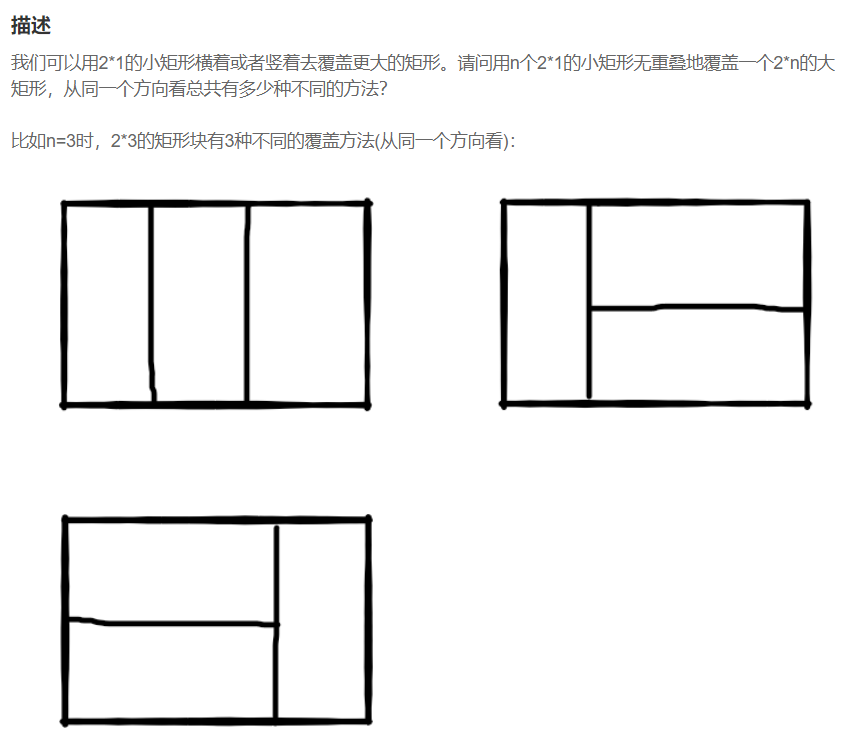 描述
我们可以用2*1的小矩形横着或者竖着去覆盖更大的矩形。请问用n个2*1的小矩形无重叠地覆盖一个2*n的大
矩形，从同一个方向看总共有多少种不同的方法？
比如n=3时，2*3的矩形块有3种不同的覆盖方法(从同一个方向看)：